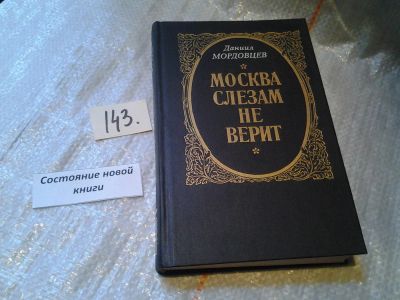 Даниил
МОРДОВЦЕВ
МОСКВА
СЛЕЗАМ
НЕ
ВЕРИТ
143.
Состояние новой
книги